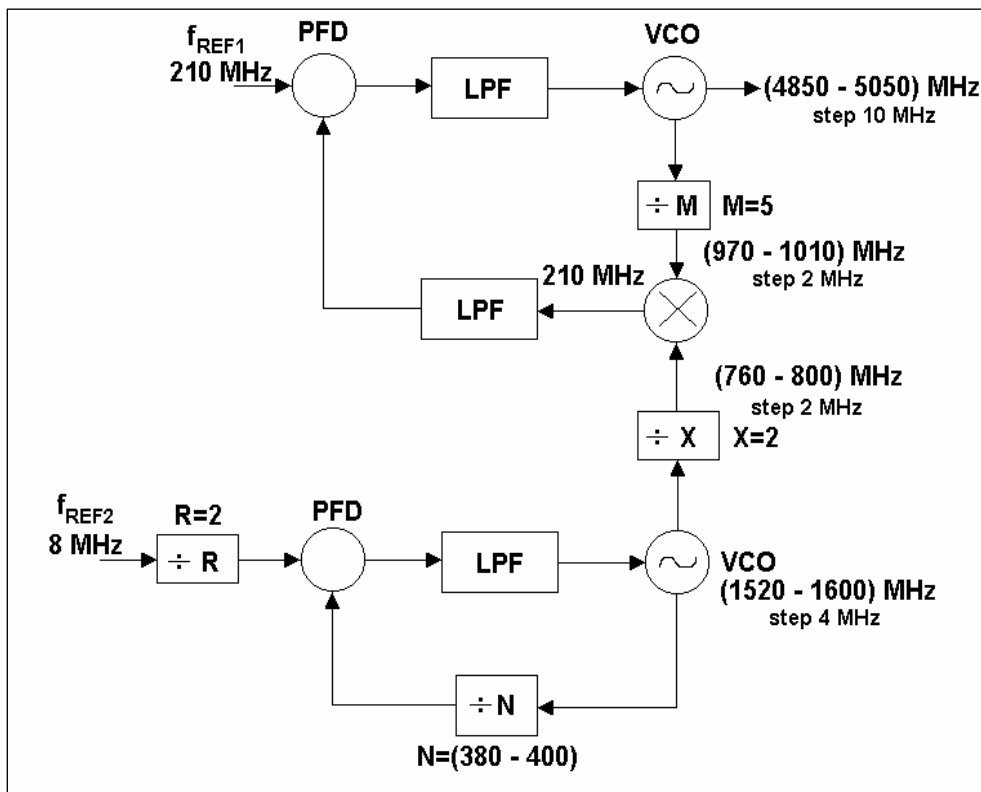 PFD
VCO
fREF1
210 MHz
LPF
(4850 - 5050) MHz
step 10 MHz
÷ M
M=5
(970 - 1010) MHz
step 2 MHz
210 MHz
LPF
(760 - 800) MHz
step 2 MHz
÷ X
X=2
fREF2
8 MHz
R=2
÷ R
PFD
LPF
VCO
(1520 - 1600) MHz
step 4 MHz
÷ N
N=(380 - 400)